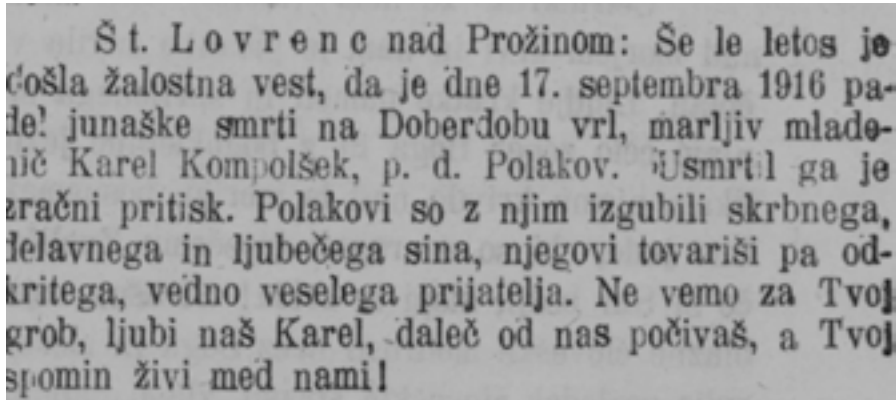 Št. Lovrenc nad Prožinom: Še le letos je
došla žalostna vest, da je dne 17. septembra 1916 pa-
del junaške smrti na Doberdobu vrl, marljiv mlade-
nič Karel Kompolšek, p. d. Polakov. Usmrtil ga je
zračni pritisk. Polakovi so z njim izgubili skrbnega,
delavnega in ljubečega sina, njegovi tovariši pa od-
kritega, vedno veselega prijatelja. Ne vemo za Tvoj
grob, ljubi naš Karel, daleč od nas počivaš, a Tvoj
spomin živi med nami!